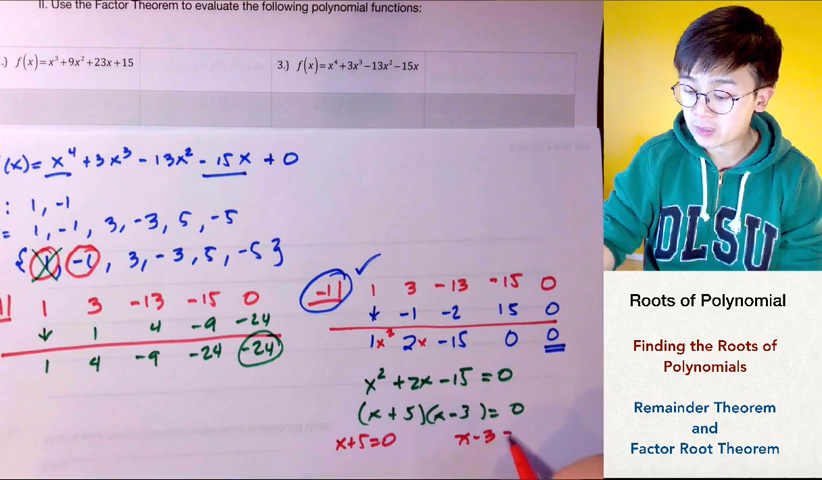 II. Use the Factor Theorem to evaluate the following polynomial functions:
.) f(x)=x³+9x²+23x+15
3.) f(x)=x⁴+3x³−13x²−15x
(x) = x⁴ + 3x³ - 13x² - 15x + 0
: 1, -1
= 1, -1, 3, -3, 5, -5
{1, -1, 3, -3, 5, -5}
1| 1 3 -13 -15 0
↓ 1 4 -9 -24
1 4 -9 -24 -24
-1| 1 3 -13 -15 0
↓ -1 -2 15 0
1x² 2x -15 0 0
x² + 2x - 15 = 0
(x + 5)(x - 3) = 0
x+5=0 x-3 =
DLSU
Roots of Polynomial
Finding the Roots of
Polynomials
Remainder Theorem
and
Factor Root Theorem